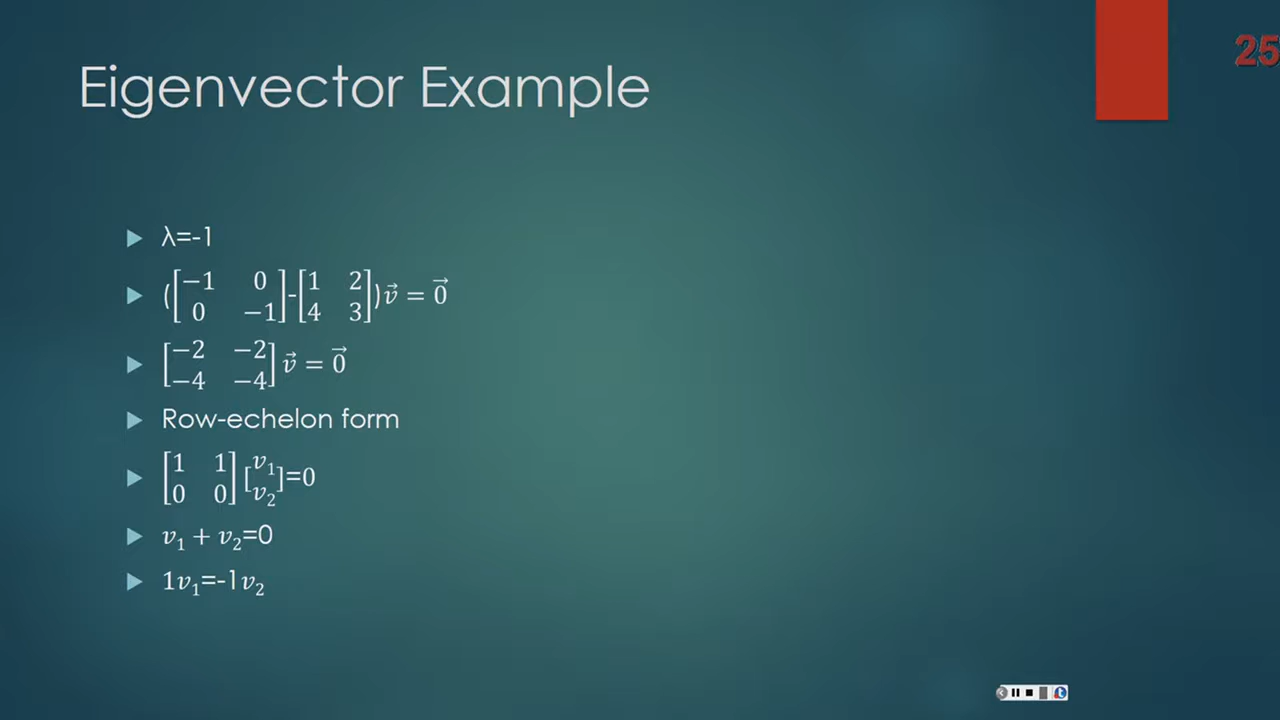 Eigenvector Example
25
λ=-1
([−1 0; 0 −1]-[1 2; 4 3])v⃗ = 0⃗
[−2 −2; −4 −4] v⃗ = 0⃗
Row-echelon form
[1 1; 0 0] [v₁; v₂]=0
v₁ + v₂=0
1v₁=-1v₂